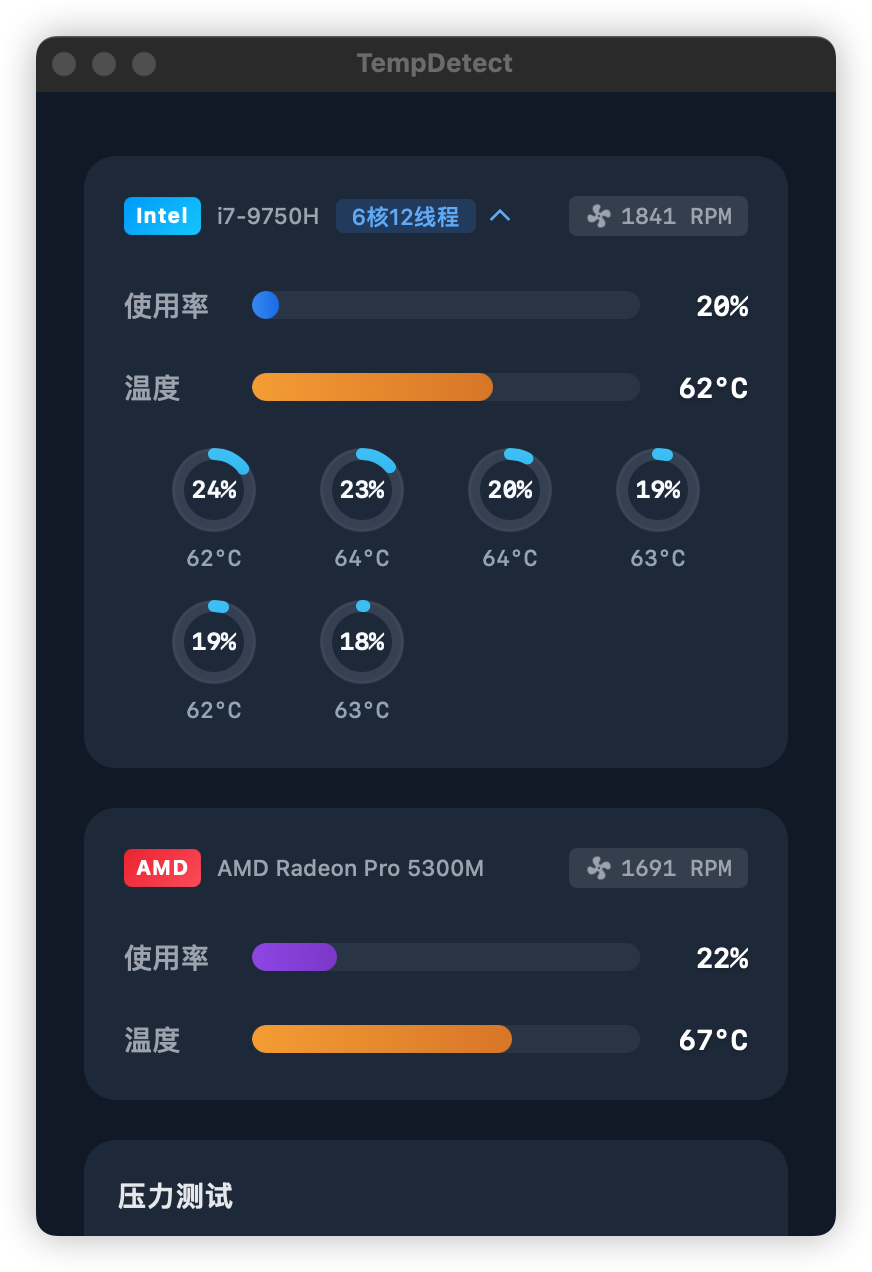 TempDetect
Intel i7-9750H 6核12线程 1841 RPM
使用率 20%
温度 62°C
24% 23% 20% 19%
62°C 64°C 64°C 63°C
19% 18%
62°C 63°C
AMD AMD Radeon Pro 5300M 1691 RPM
使用率 22%
温度 67°C
压力测试